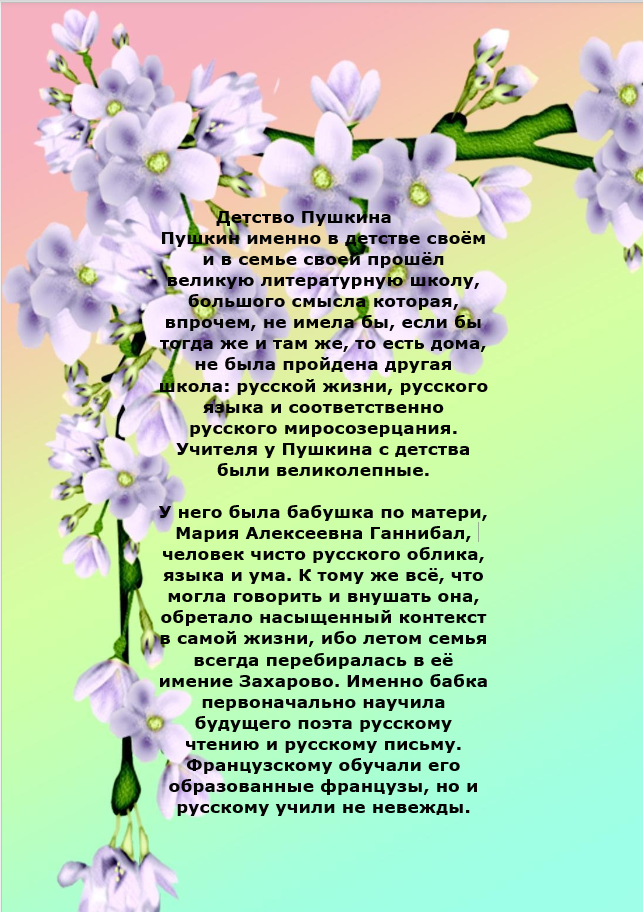 Детство Пушкина
Пушкин именно в детстве своём
и в семье своей прошёл
великую литературную школу,
большого смысла которая,
впрочем, не имела бы, если бы
тогда же и там же, то есть дома,
не была пройдена другая
школа: русской жизни, русского
языка и соответственно
русского миросозерцания.
Учителя у Пушкина с детства
были великолепные.
У него была бабушка по матери,
Мария Алексеевна Ганнибал,
человек чисто русского облика,
языка и ума. К тому же всё, что
могла говорить и внушать она,
обретало насыщенный контекст
в самой жизни, ибо летом семья
всегда перебиралась в её
имение Захарово. Именно бабка
первоначально научила
будущего поэта русскому
чтению и русскому письму.
Французскому обучали его
образованные французы, но и
русскому учили не невежды.